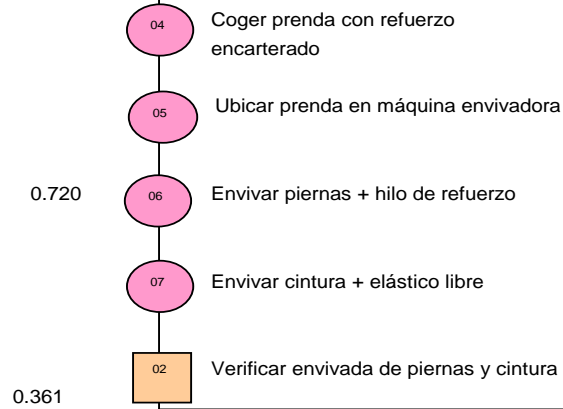 04
Coger prenda con refuerzo
encarterado
05
Ubicar prenda en máquina envivadora
0.720
06
Envivar piernas + hilo de refuerzo
07
Envivar cintura + elástico libre
02
Verificar envivada de piernas y cintura
0.361